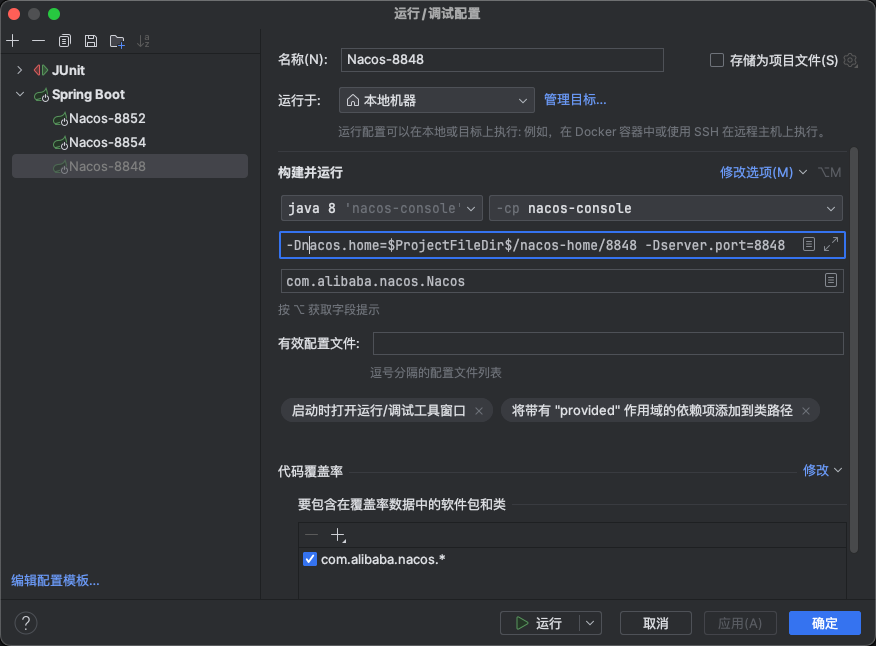 运行/调试配置
名称(N): Nacos-8848 存储为项目文件(S)
JUnit
Spring Boot
Nacos-8852
Nacos-8854
Nacos-8848
运行于: 本地机器 管理目标...
运行配置可以在本地或目标上执行: 例如，在 Docker 容器中或使用 SSH 在远程主机上执行。
构建并运行 修改选项(M) ⌥M
java 8 'nacos-console' -cp nacos-console
-Dnacos.home=$ProjectFileDir$/nacos-home/8848 -Dserver.port=8848
com.alibaba.nacos.Nacos
按 ⌥ 获取字段提示
有效配置文件:
逗号分隔的配置文件列表
启动时打开运行/调试工具窗口 × 将带有 "provided" 作用域的依赖项添加到类路径 ×
代码覆盖率 修改
要包含在覆盖率数据中的软件包和类
com.alibaba.nacos.*
编辑配置模板...
? 运行 取消 应用(A) 确定